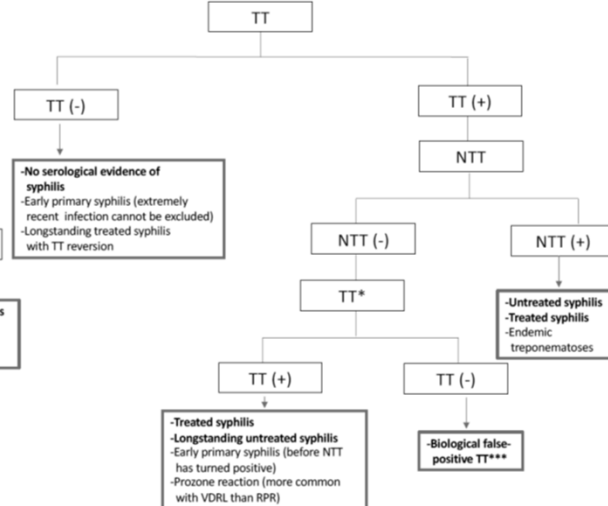 TT
TT (-)
TT (+)
-No serological evidence of
syphilis
-Early primary syphilis (extremely
recent infection cannot be excluded)
-Longstanding treated syphilis
with TT reversion
NTT
NTT (-)
NTT (+)
s
TT*
-Untreated syphilis
-Treated syphilis
-Endemic
treponematoses
TT (+)
TT (-)
-Treated syphilis
-Longstanding untreated syphilis
-Early primary syphilis (before NTT
has turned positive)
-Prozone reaction (more common
with VDRL than RPR)
-Biological false-
positive TT***